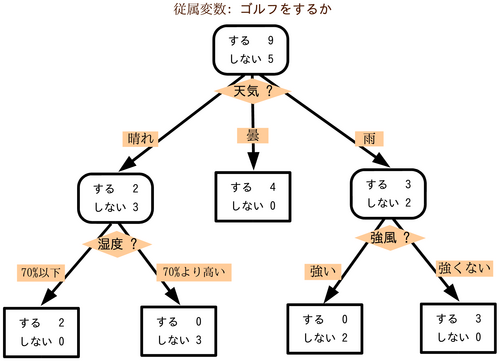 従属変数: ゴルフをするか
する 9
しない 5
天気 ?
晴れ
曇
雨
する 2
しない 3
する 4
しない 0
する 3
しない 2
湿度 ?
強風 ?
70%以下
70%より高い
強い
強くない
する 2
しない 0
する 0
しない 3
する 0
しない 2
する 3
しない 0